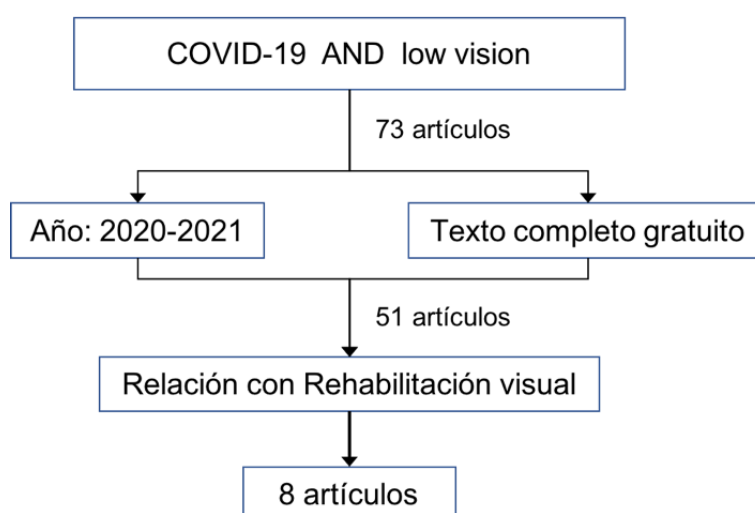 COVID-19 AND low vision
73 artículos
Año: 2020-2021
Texto completo gratuito
51 artículos
Relación con Rehabilitación visual
8 artículos